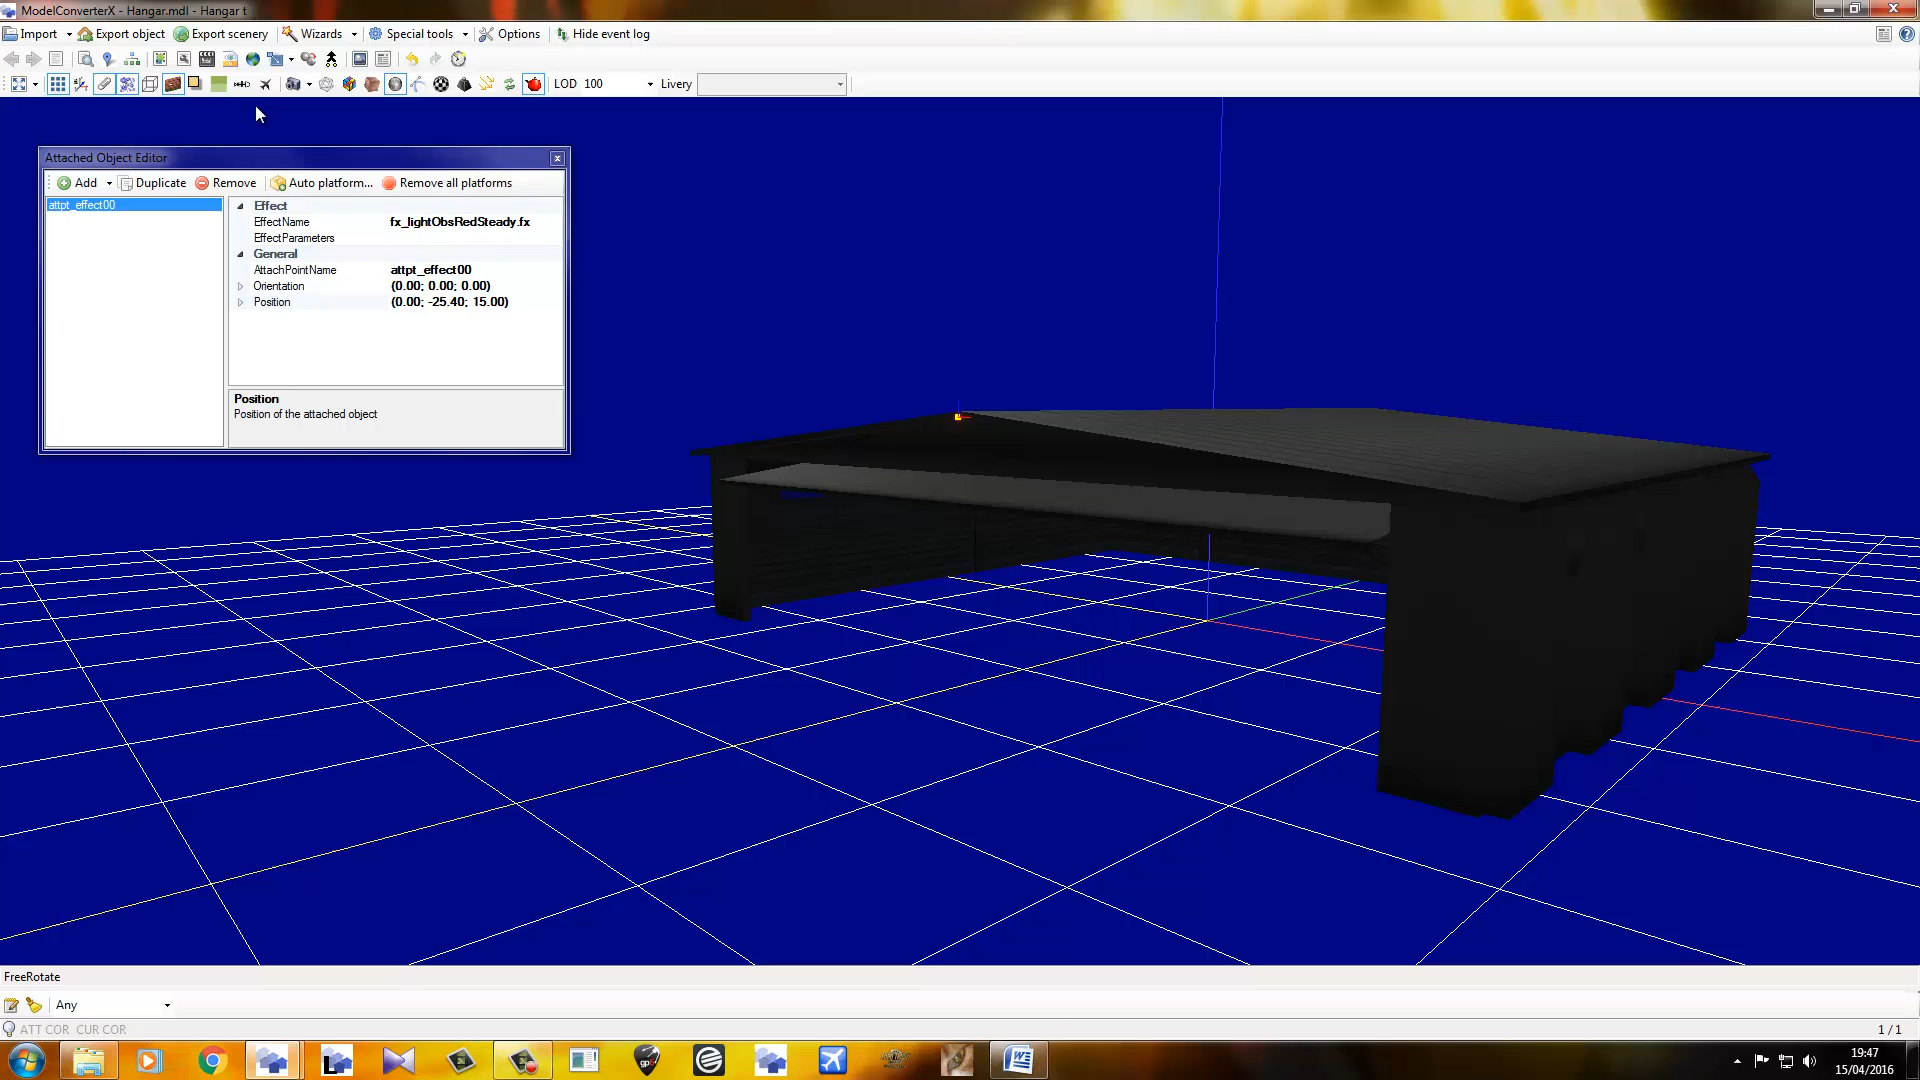 ModelConverterX - Hangar.mdl - Hangar t
Import Export object Export scenery Wizards Special tools Options Hide event log
LOD 100 Livery
Attached Object Editor
Add Duplicate Remove Auto platform... Remove all platforms
attpt_effect00
Effect
EffectName fx_lightObsRedSteady.fx
EffectParameters
General
AttachPointName attpt_effect00
Orientation (0.00; 0.00; 0.00)
Position (0.00; -25.40; 15.00)
Position
Position of the attached object
FreeRotate
Any
ATT COR CUR COR
1 / 1
19:47
15/04/2016